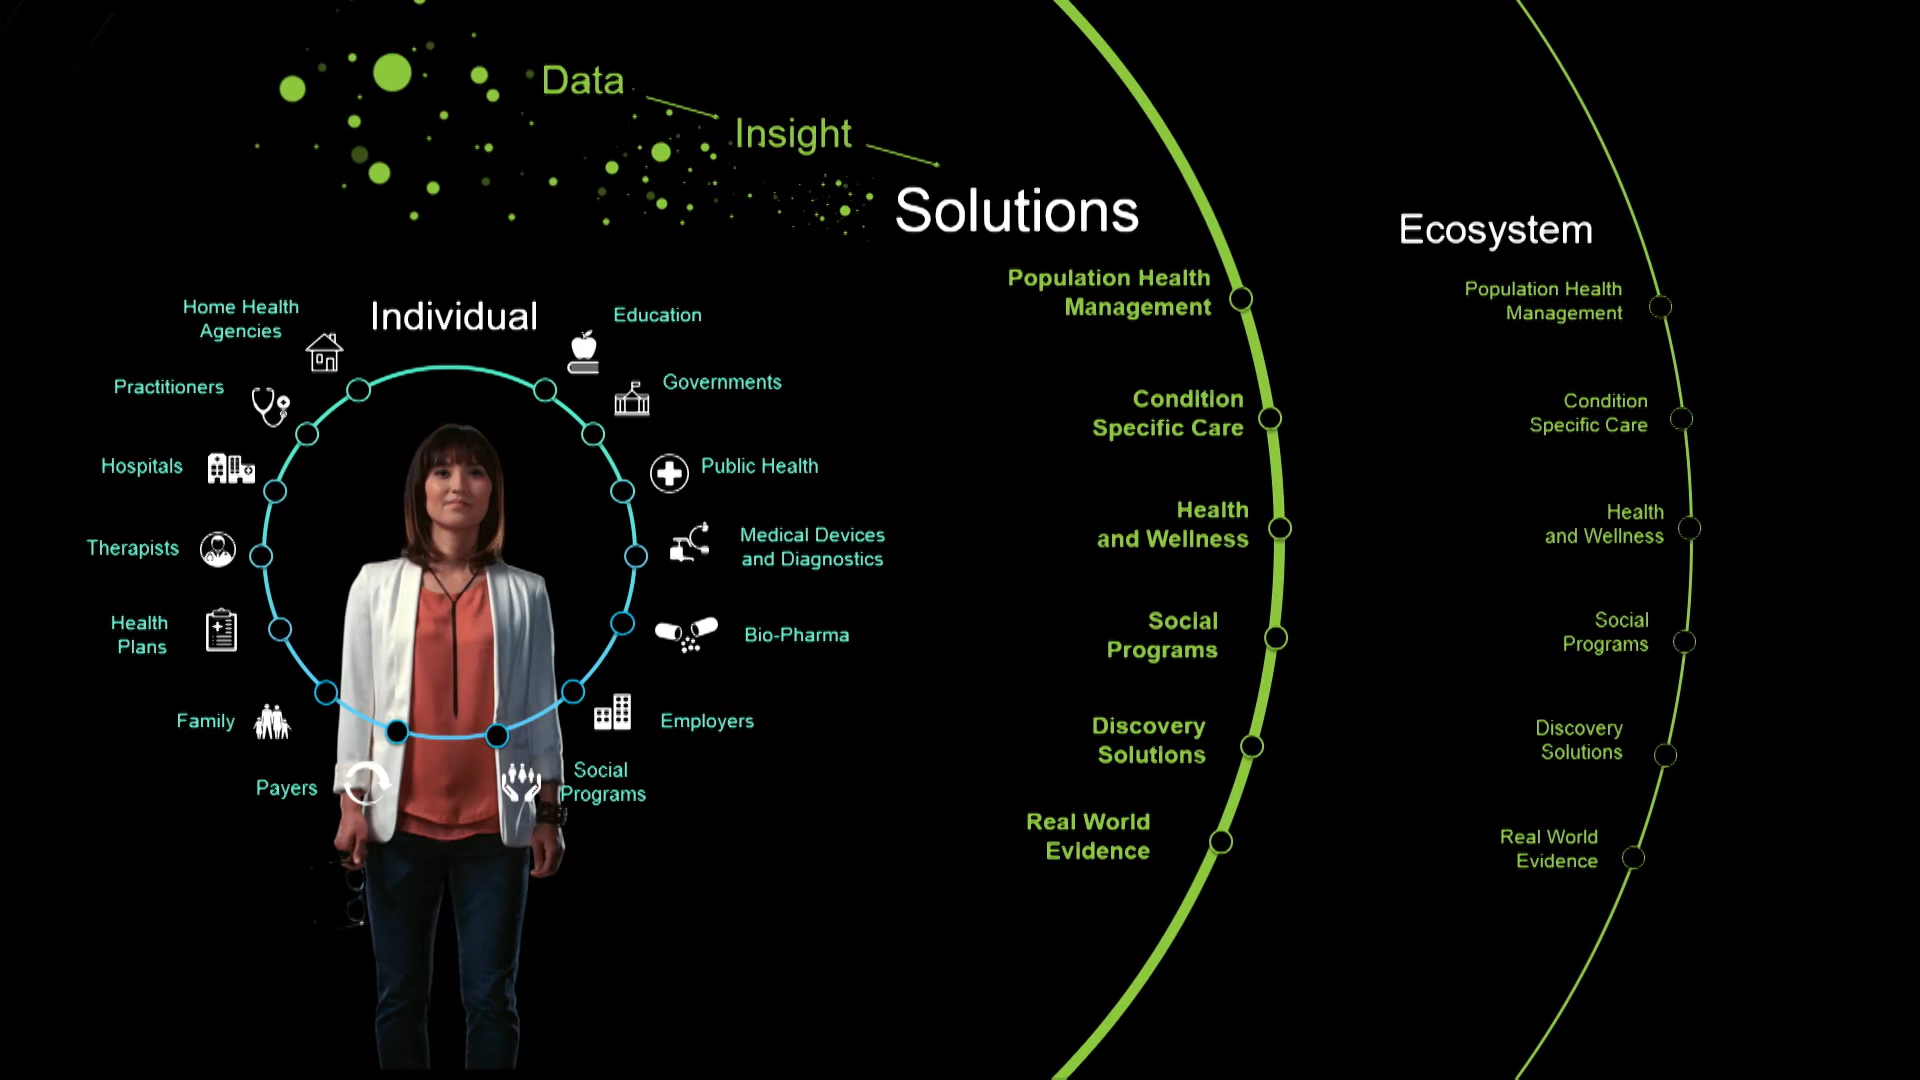 Data
Insight
Solutions
Ecosystem
Individual
Home Health
Agencies
Practitioners
Hospitals
Therapists
Health
Plans
Family
Payers
Education
Governments
Public Health
Medical Devices
and Diagnostics
Bio-Pharma
Employers
Social
Programs
Population Health
Management
Condition
Specific Care
Health
and Wellness
Social
Programs
Discovery
Solutions
Real World
Evidence
Population Health
Management
Condition
Specific Care
Health
and Wellness
Social
Programs
Discovery
Solutions
Real World
Evidence